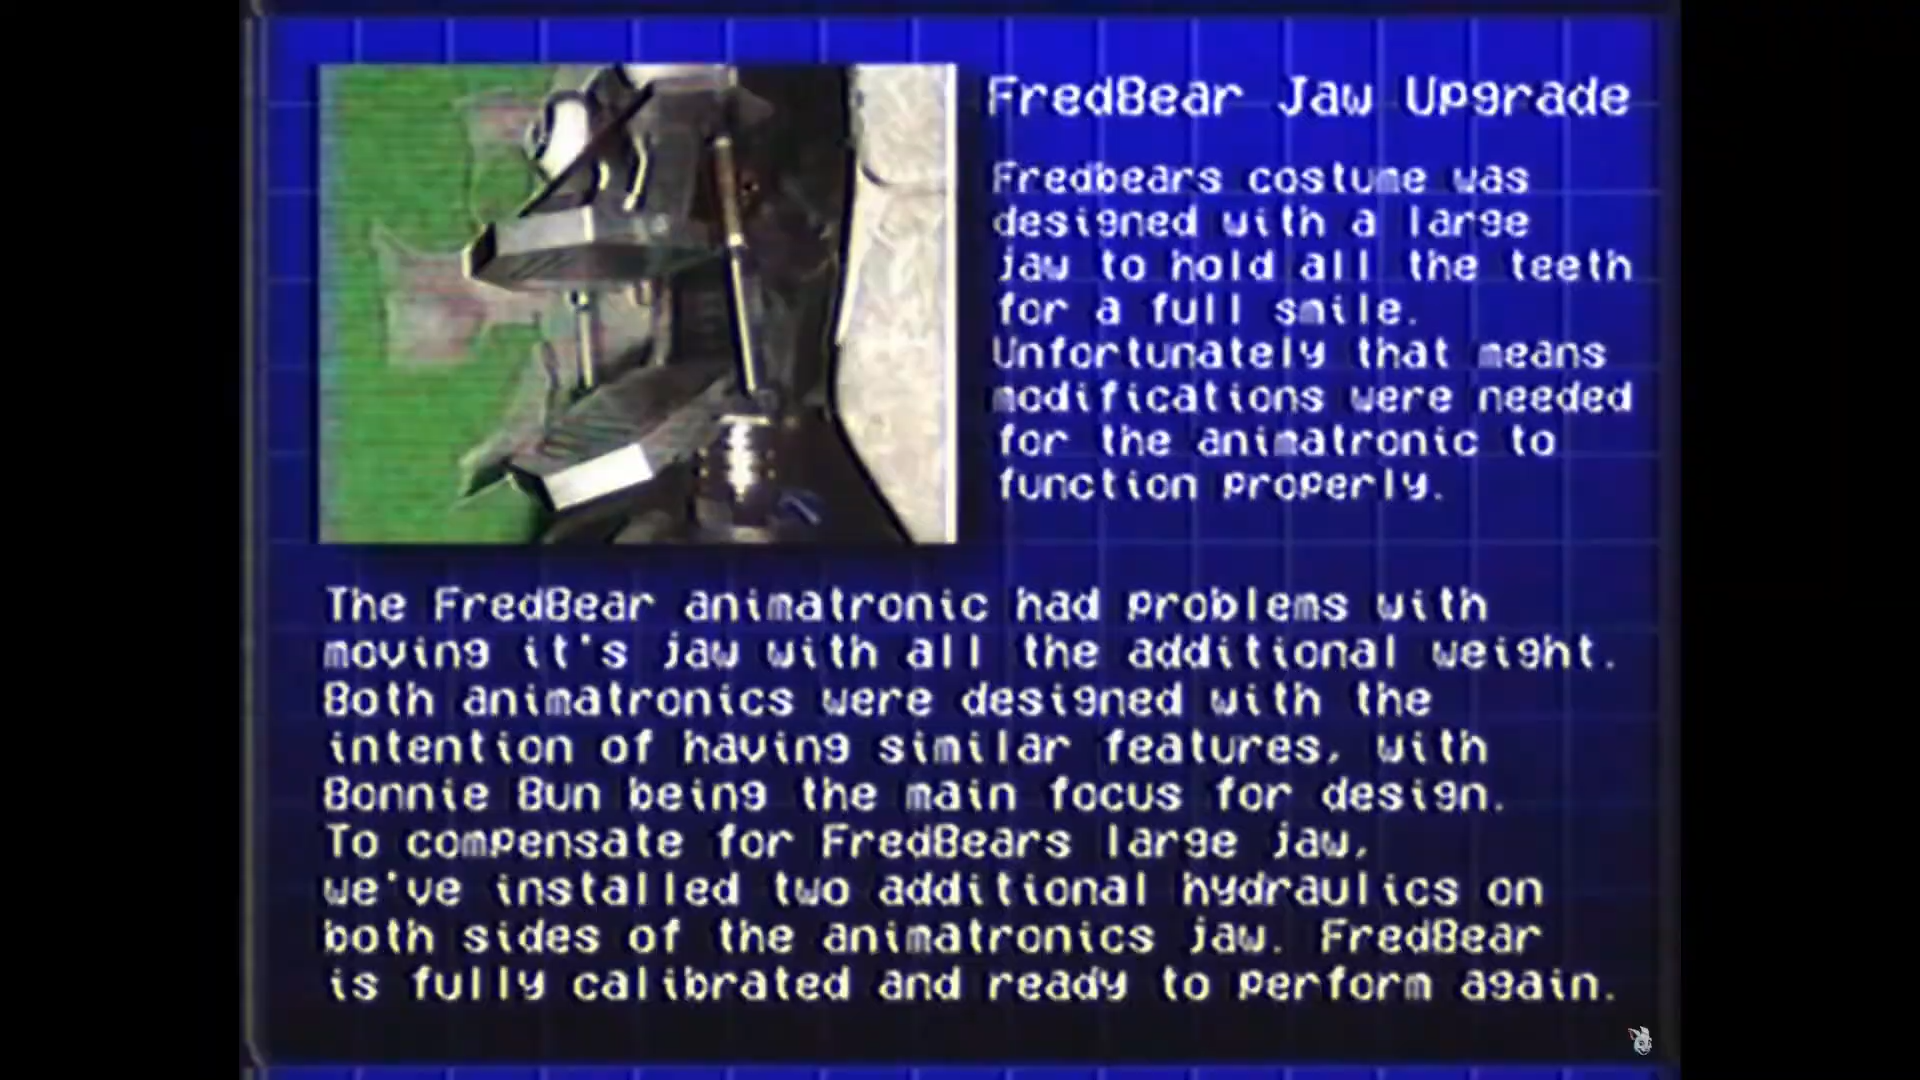 FredBear Jaw Upgrade
Fredbears costume was
designed with a large
jaw to hold all the teeth
for a full smile.
Unfortunately that means
modifications were needed
for the animatronic to
function properly.
The FredBear animatronic had problems with
moving it's jaw with all the additional weight.
Both animatronics were designed with the
intention of having similar features, with
Bonnie Bun being the main focus for design.
To compensate for FredBears large jaw,
we've installed two additional hydraulics on
both sides of the animatronics jaw. FredBear
is fully calibrated and ready to perform again.